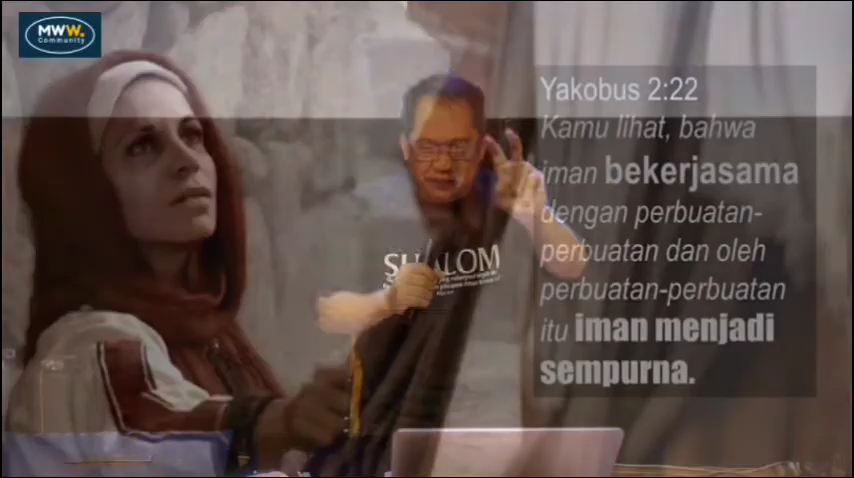 MWW.
Community
Yakobus 2:22
Kamu lihat, bahwa
iman bekerjasama
dengan perbuatan-
perbuatan dan oleh
perbuatan-perbuatan
itu iman menjadi
sempurna.
SHALOM